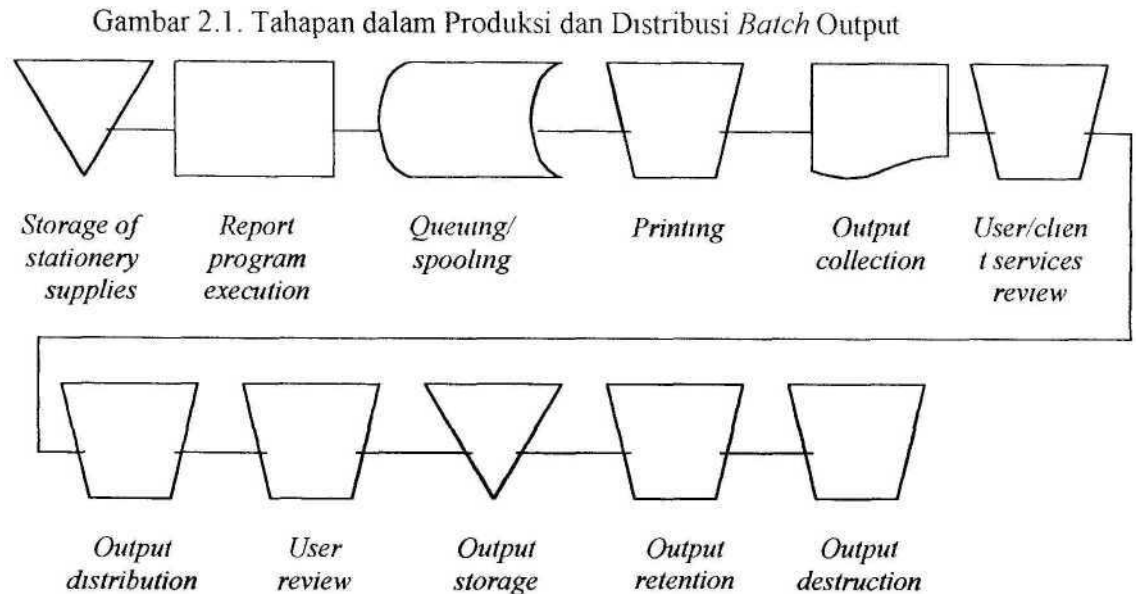 Gambar 2.1. Tahapan dalam Produksi dan Distribusi Batch Output
Storage of
stationery
supplies
Report
program
execution
Queuing/
spooling
Printing
Output
collection
User/clien
t services
review
Output
distribution
User
review
Output
storage
Output
retention
Output
destruction